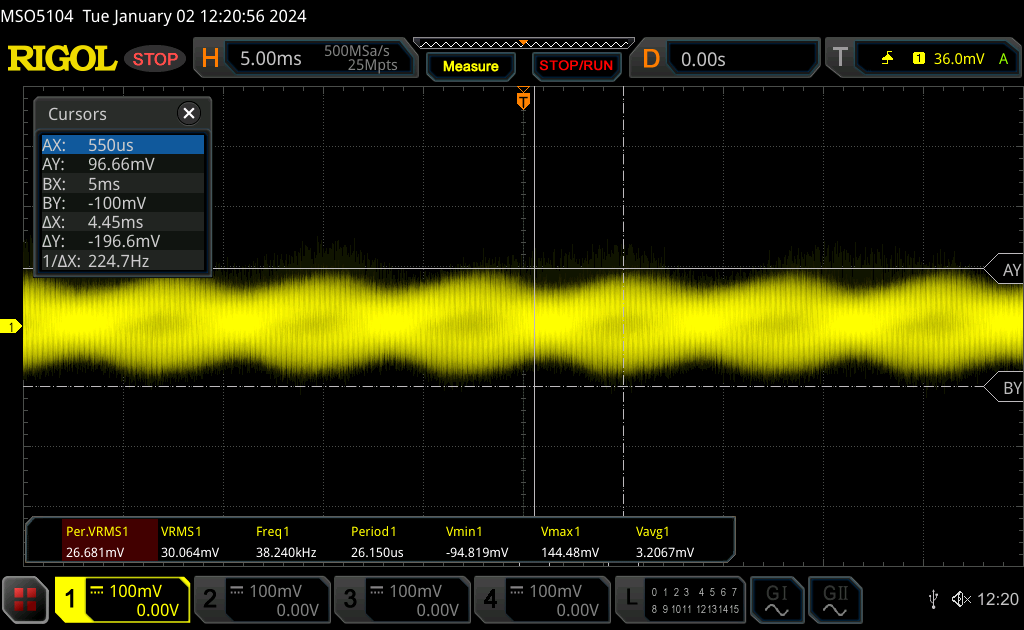 MSO5104 Tue January 02 12:20:56 2024
RIGOL STOP H 5.00ms 500MSa/s 25Mpts Measure STOP/RUN D 0.00s T 1 36.0mV A
T
Cursors
AX: 550us
AY: 96.66mV
BX: 5ms
BY: -100mV
ΔX: 4.45ms
ΔY: -196.6mV
1/ΔX: 224.7Hz
AY
1
BY
Per.VRMS1 VRMS1 Freq1 Period1 Vmin1 Vmax1 Vavg1
26.681mV 30.064mV 38.240kHz 26.150us -94.819mV 144.48mV 3.2067mV
1 100mV 0.00V 2 100mV 0.00V 3 100mV 0.00V 4 100mV 0.00V L 0 1 2 3 4 5 6 7 8 9 10 11 12 13 14 15 GI GII 12:20